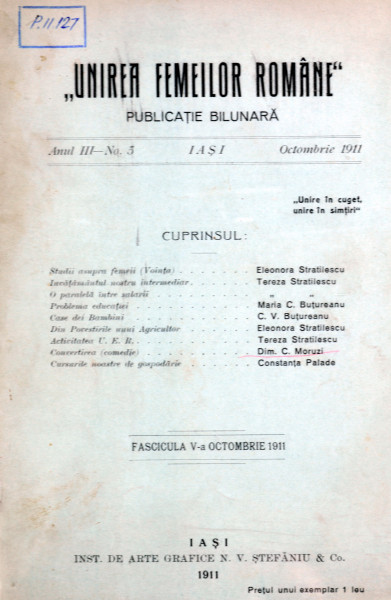 P.II.127
„UNIREA FEMEILOR ROMÂNE“
PUBLICAȚIE BILUNARĂ
Anul III—No. 5 IAȘI Octombrie 1911
„Unire în cuget,
unire în simțiri“
CUPRINSUL:
Studii asupra femeii (Voința) . . . . . . . . Eleonora Stratilescu
Învățământul nostru intermediar . . . . . . Tereza Stratilescu
O paralelă între salarii . . . . . . . . „ „
Problema educației . . . . . . . . Maria C. Buțureanu
Case dei Bambini . . . . . . . . C. V. Buțureanu
Din Povestirile unui Agricultor . . . . . . Eleonora Stratilescu
Activitatea U. F. R. . . . . . . . . Tereza Stratilescu
Convertirea (comedie) . . . . . . . . Dim. C. Moruzi
Cursurile noastre de gospodărie . . . . . . Constanța Palade
FASCICULA V-a OCTOMBRIE 1911
IAȘI
INST. DE ARTE GRAFICE N. V. ȘTEFĂNIU & Co.
1911
Prețul unui exemplar 1 leu